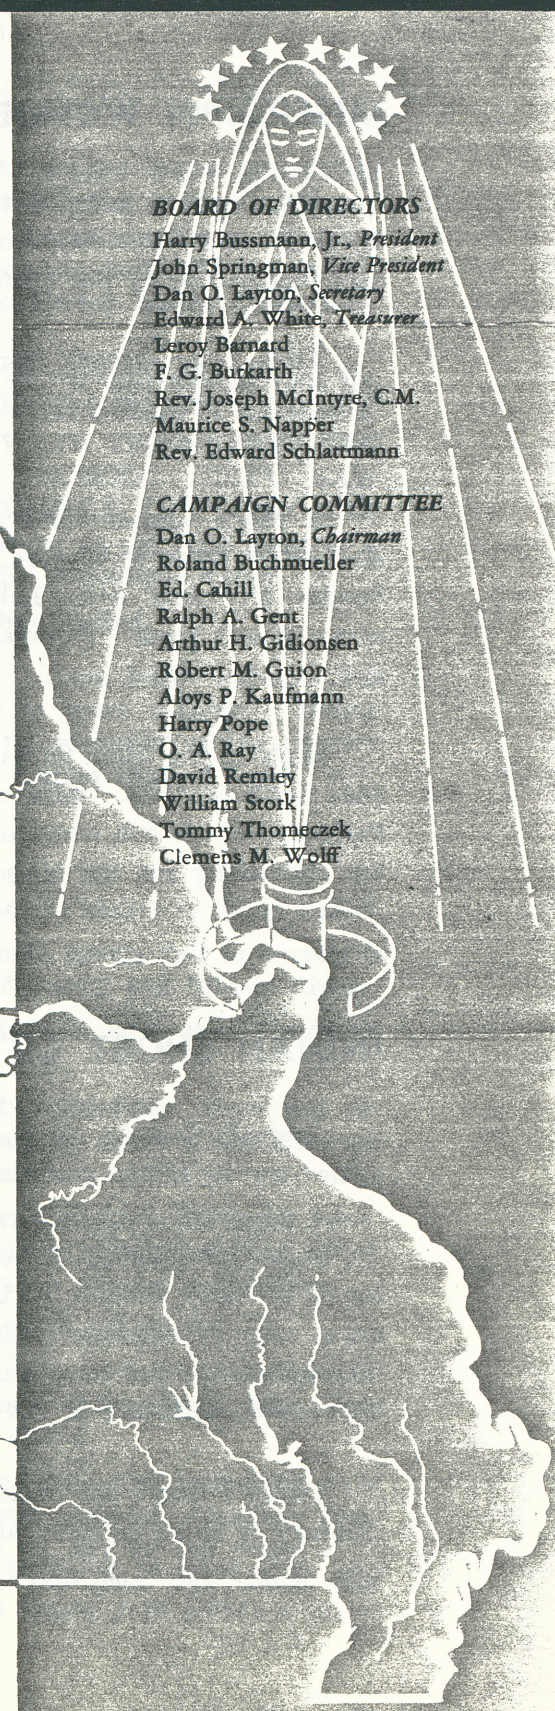 BOARD OF DIRECTORS
Harry Bussmann, Jr., President
John Springman, Vice President
Dan O. Layton, Secretary
Edward A. White, Treasurer
Leroy Barnard
F. G. Burkarth
Rev. Joseph McIntyre, C.M.
Maurice S. Napper
Rev. Edward Schlattmann
CAMPAIGN COMMITTEE
Dan O. Layton, Chairman
Roland Buchmueller
Ed. Cahill
Ralph A. Gent
Arthur H. Gidionsen
Robert M. Guion
Aloys P. Kaufmann
Harry Pope
O. A. Ray
David Remley
William Stork
Tommy Thomeczek
Clemens M. Wolff